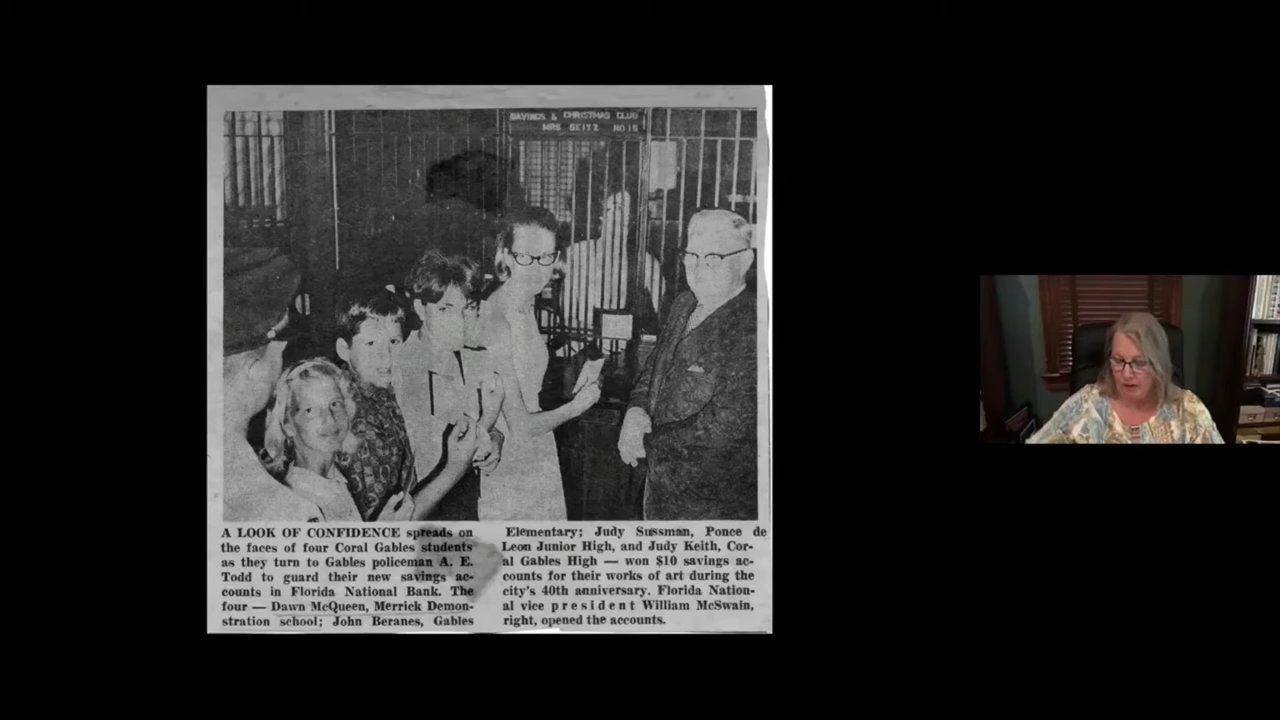 SAVINGS & CHRISTMAS CLUB
MRS SEITZ NO 15
A LOOK OF CONFIDENCE spreads on
the faces of four Coral Gables students
as they turn to Gables policeman A. E.
Todd to guard their new savings ac-
counts in Florida National Bank. The
four — Dawn McQueen, Merrick Demon-
stration school; John Beranes, Gables
Elementary; Judy Sussman, Ponce de
Leon Junior High, and Judy Keith, Cor-
al Gables High — won $10 savings ac-
counts for their works of art during the
city's 40th anniversary. Florida Nation-
al vice president William McSwain,
right, opened the accounts.